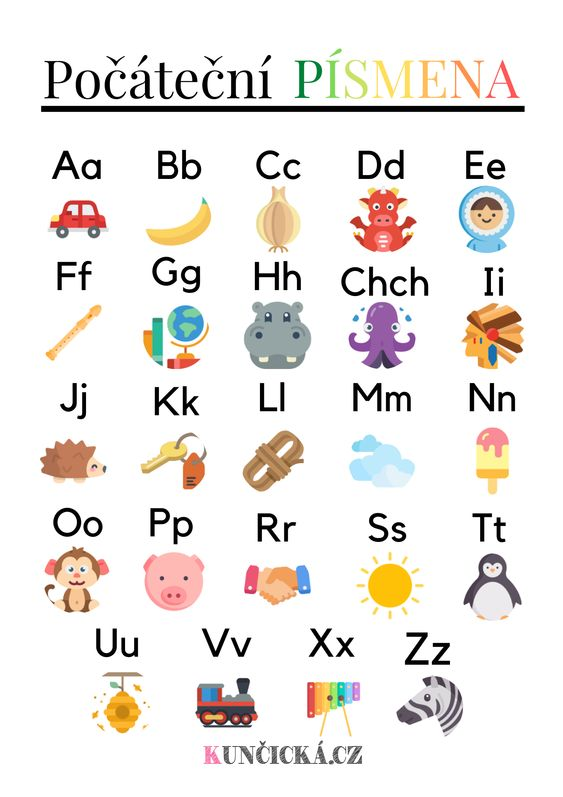 Počáteční PÍSMENA
Aa Bb Cc Dd Ee
Ff Gg Hh Chch Ii
Jj Kk Ll Mm Nn
Oo Pp Rr Ss Tt
Uu Vv Xx Zz
KUNČICKÁ.CZ